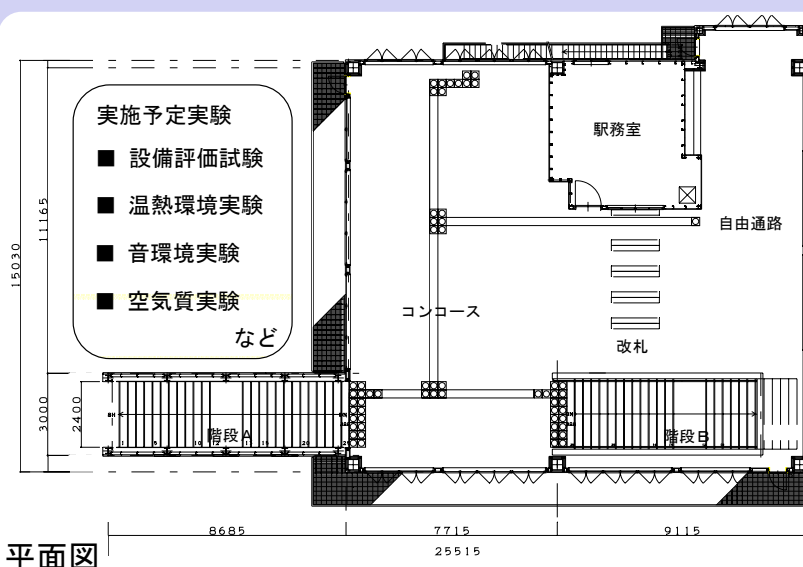 実施予定実験
■ 設備評価試験
■ 温熱環境実験
■ 音環境実験
■ 空気質実験
など
駅務室
自由通路
コンコース
改札
階段A
階段B
11165
15030
3000
2400
8685
7715
9115
25515
平面図